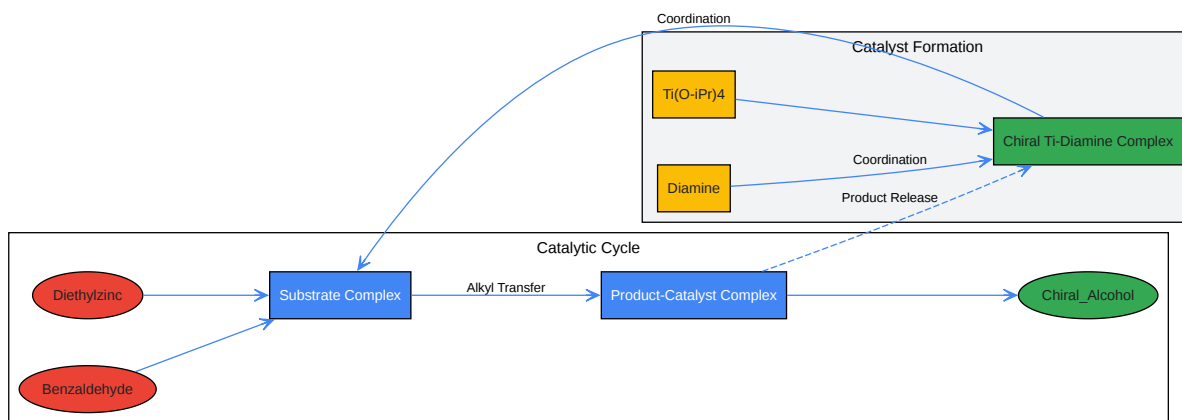 Coordination
Catalyst Formation
Ti(O-iPr)4
Chiral Ti-Diamine Complex
Coordination
Diamine
Product Release
Catalytic Cycle
Diethylzinc
Substrate Complex
Alkyl Transfer
Product-Catalyst Complex
Chiral_Alcohol
Benzaldehyde